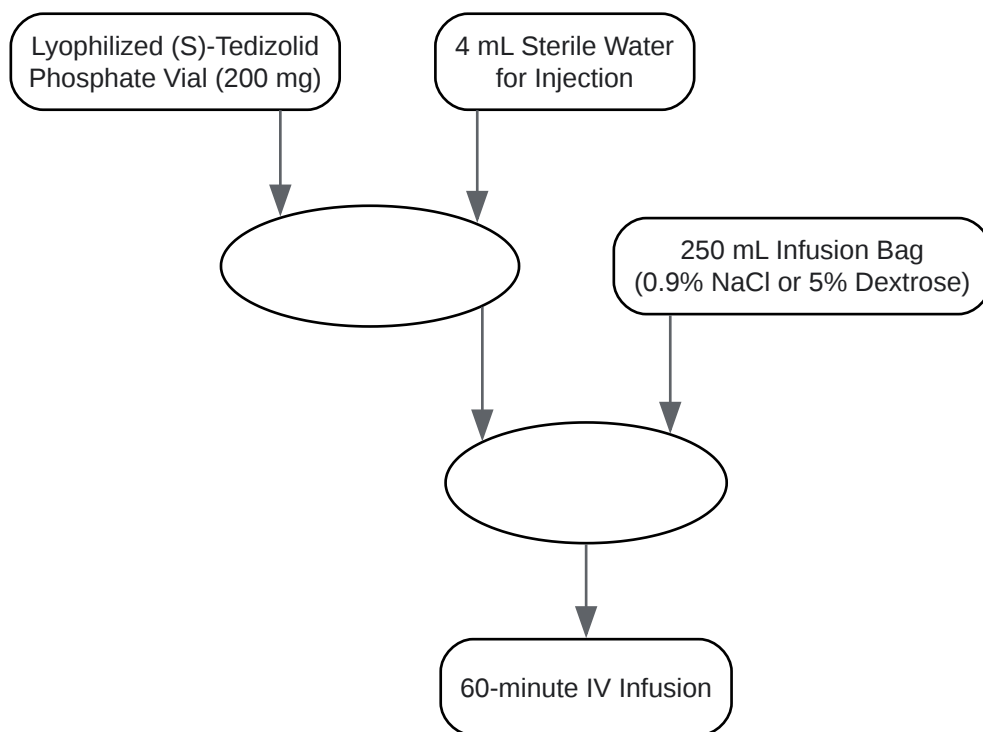 Lyophilized (S)-Tedizolid
Phosphate Vial (200 mg)
4 mL Sterile Water
for Injection
250 mL Infusion Bag
(0.9% NaCl or 5% Dextrose)
60-minute IV Infusion